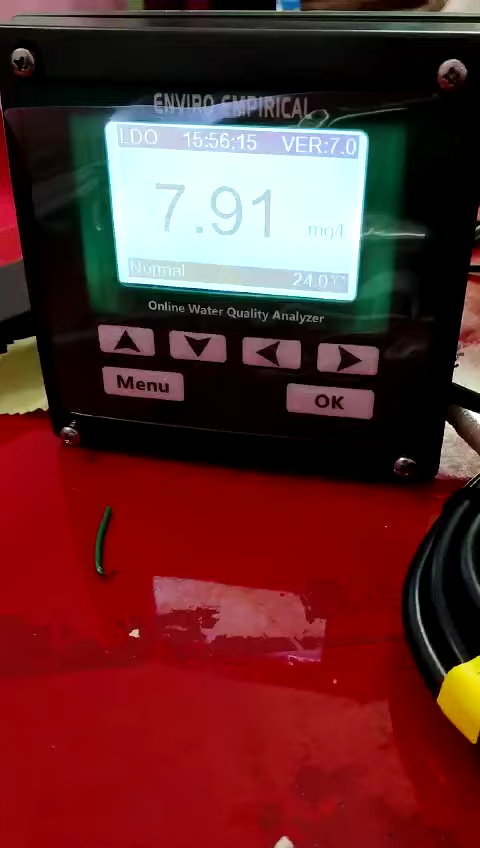 ENVIRO EMPIRICAL
LDO 15:56:15 VER:7.0
7.91 mg/L
Normal 24.0℃
Online Water Quality Analyzer
Menu OK